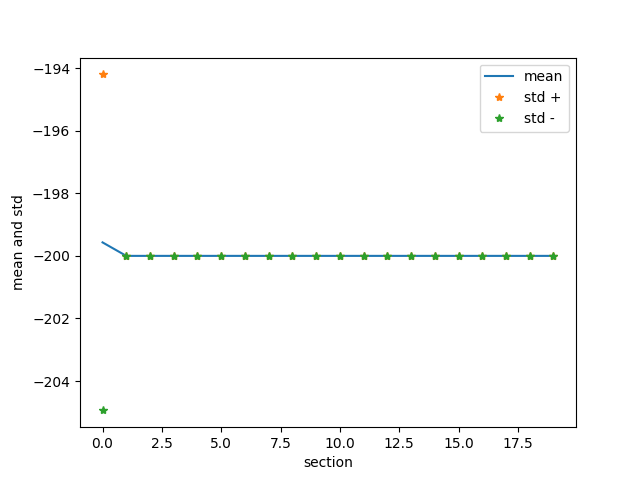 mean
std +
std -
−194
−196
−198
−200
−202
−204
mean and std
0.0 2.5 5.0 7.5 10.0 12.5 15.0 17.5
section